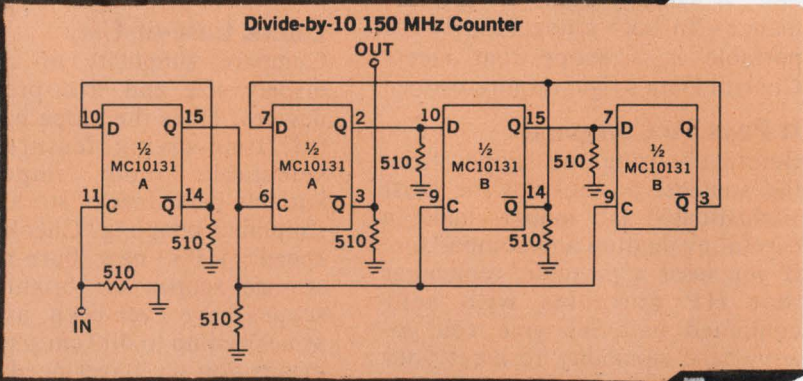 Divide-by-10 150 MHz Counter
OUT
10 D Q 15
½
MC10131
A
11 C Q̅ 14
510
510
IN
7 D Q 2
½
MC10131
A
6 C Q̅ 3
510
510
10 D Q 15
510
½
MC10131
B
9 C Q̅ 14
510
7 D Q
510
½
MC10131
B
9 C Q̅ 3